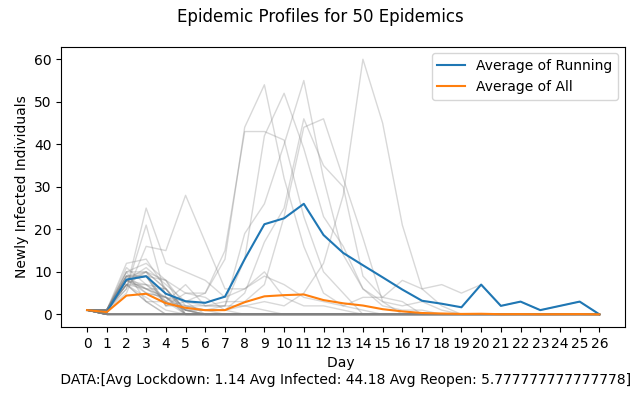 Epidemic Profiles for 50 Epidemics
60
50
40
30
20
10
0
Newly Infected Individuals
Average of Running
Average of All
0 1 2 3 4 5 6 7 8 9 10 11 12 13 14 15 16 17 18 19 20 21 22 23 24 25 26
Day
DATA:[Avg Lockdown: 1.14 Avg Infected: 44.18 Avg Reopen: 5.777777777777778]